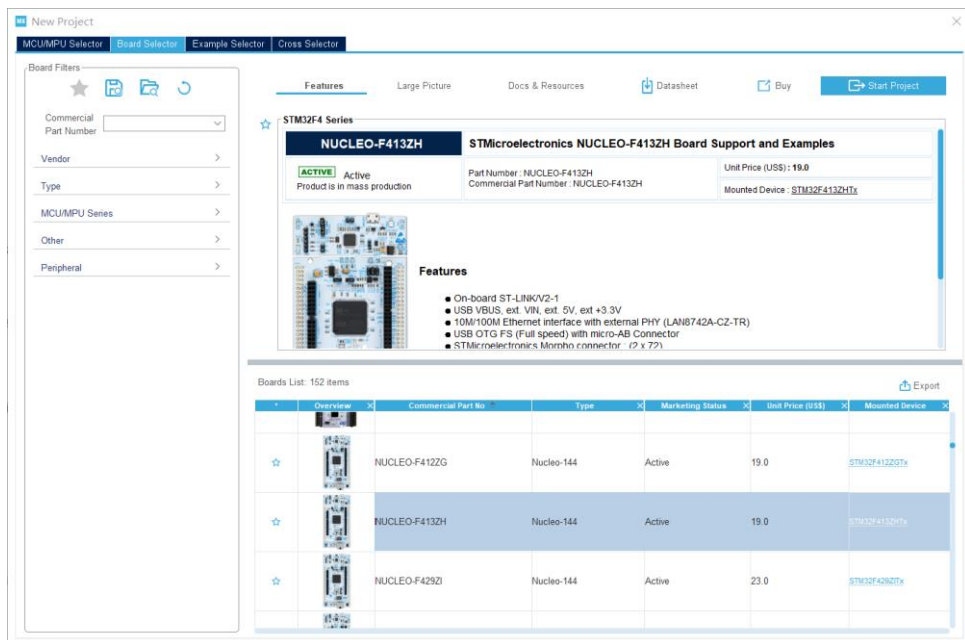 MX New Project
MCU/MPU Selector Board Selector Example Selector Cross Selector
Board Filters
Commercial
Part Number
Vendor
Type
MCU/MPU Series
Other
Peripheral
Features Large Picture Docs & Resources Datasheet Buy Start Project
STM32F4 Series
NUCLEO-F413ZH STMicroelectronics NUCLEO-F413ZH Board Support and Examples
ACTIVE Active
Product is in mass production
Part Number : NUCLEO-F413ZH
Commercial Part Number : NUCLEO-F413ZH
Unit Price (US$) : 19.0
Mounted Device : STM32F413ZHTx
Features
● On-board ST-LINK/V2-1
● USB VBUS, ext. VIN, ext. 5V, ext +3.3V
● 10M/100M Ethernet interface with external PHY (LAN8742A-CZ-TR)
● USB OTG FS (Full speed) with micro-AB Connector
● STMicroelectronics Morpho connector : (2 x 72)
Boards List: 152 items
Export
* Overview Commercial Part No Type Marketing Status Unit Price (US$) Mounted Device
NUCLEO-F412ZG Nucleo-144 Active 19.0 STM32F412ZGTx
NUCLEO-F413ZH Nucleo-144 Active 19.0 STM32F413ZHTx
NUCLEO-F429ZI Nucleo-144 Active 23.0 STM32F429ZITx